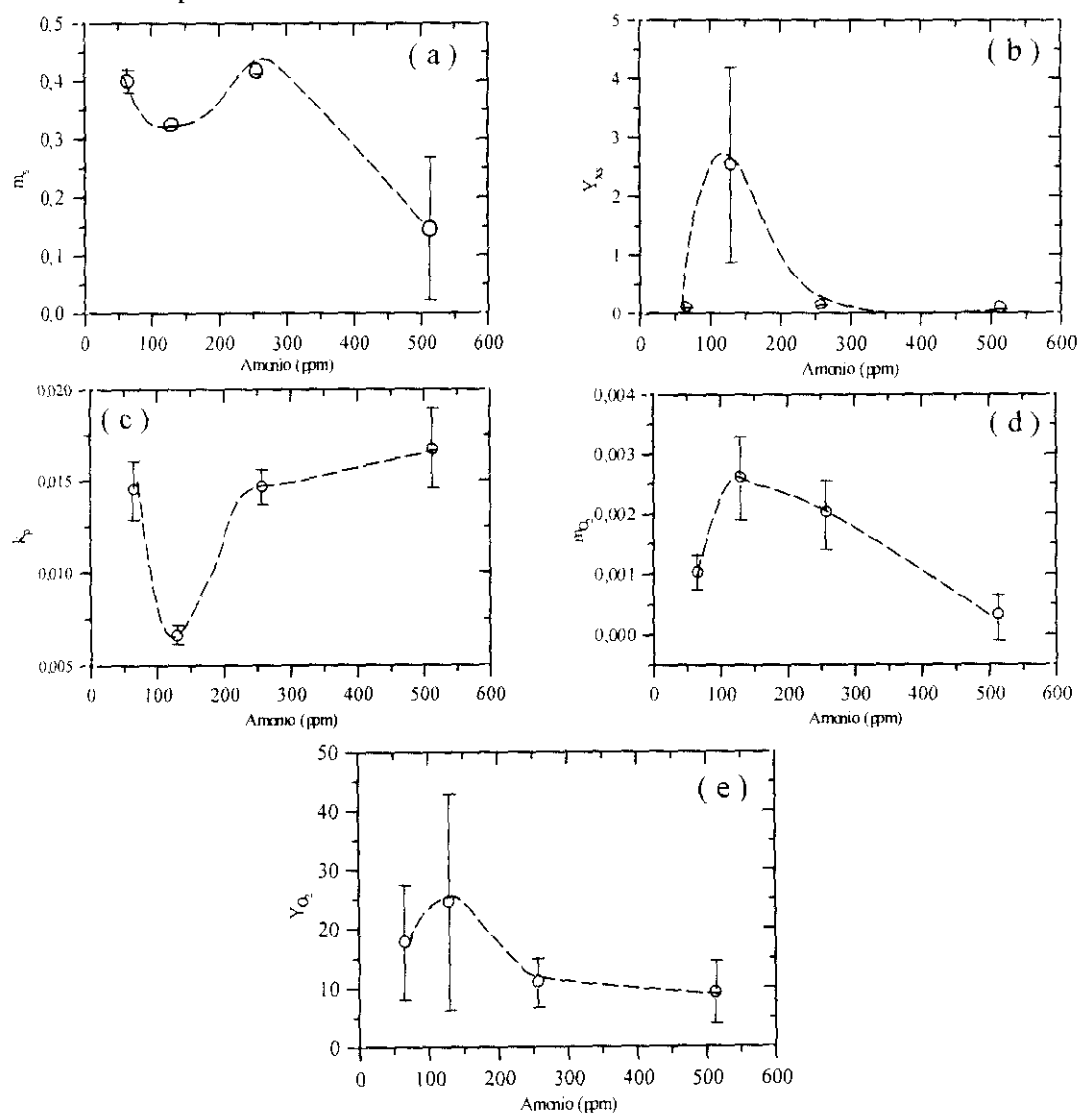 0.5
0.4
0.3
0.2
0.1
0.0
m_s
( a )
0 100 200 300 400 500 600
Amonio (ppm)
5
4
3
2
1
0
Y_xs
( b )
0 100 200 300 400 500 600
Amonio (ppm)
0,020
0,015
0,010
0,005
k_p
( c )
0 100 200 300 400 500 600
Amonio (ppm)
0,004
0,003
0,002
0,001
0,000
m_O2
( d )
0 100 200 300 400 500 600
Amonio (ppm)
50
40
30
20
10
0
Y_O2
( e )
0 100 200 300 400 500 600
Amonio (ppm)